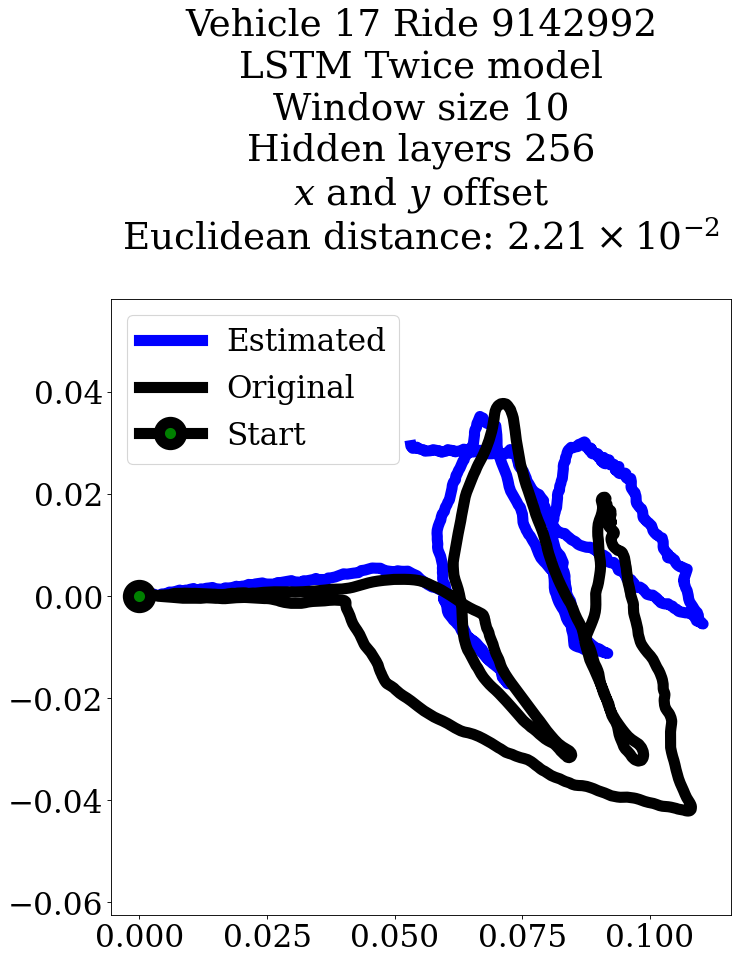 Vehicle 17 Ride 9142992
LSTM Twice model
Window size 10
Hidden layers 256
x and y offset
Euclidean distance: 2.21 × 10⁻²
Estimated
Original
Start
0.04
0.02
0.00
−0.02
−0.04
−0.06
0.000 0.025 0.050 0.075 0.100